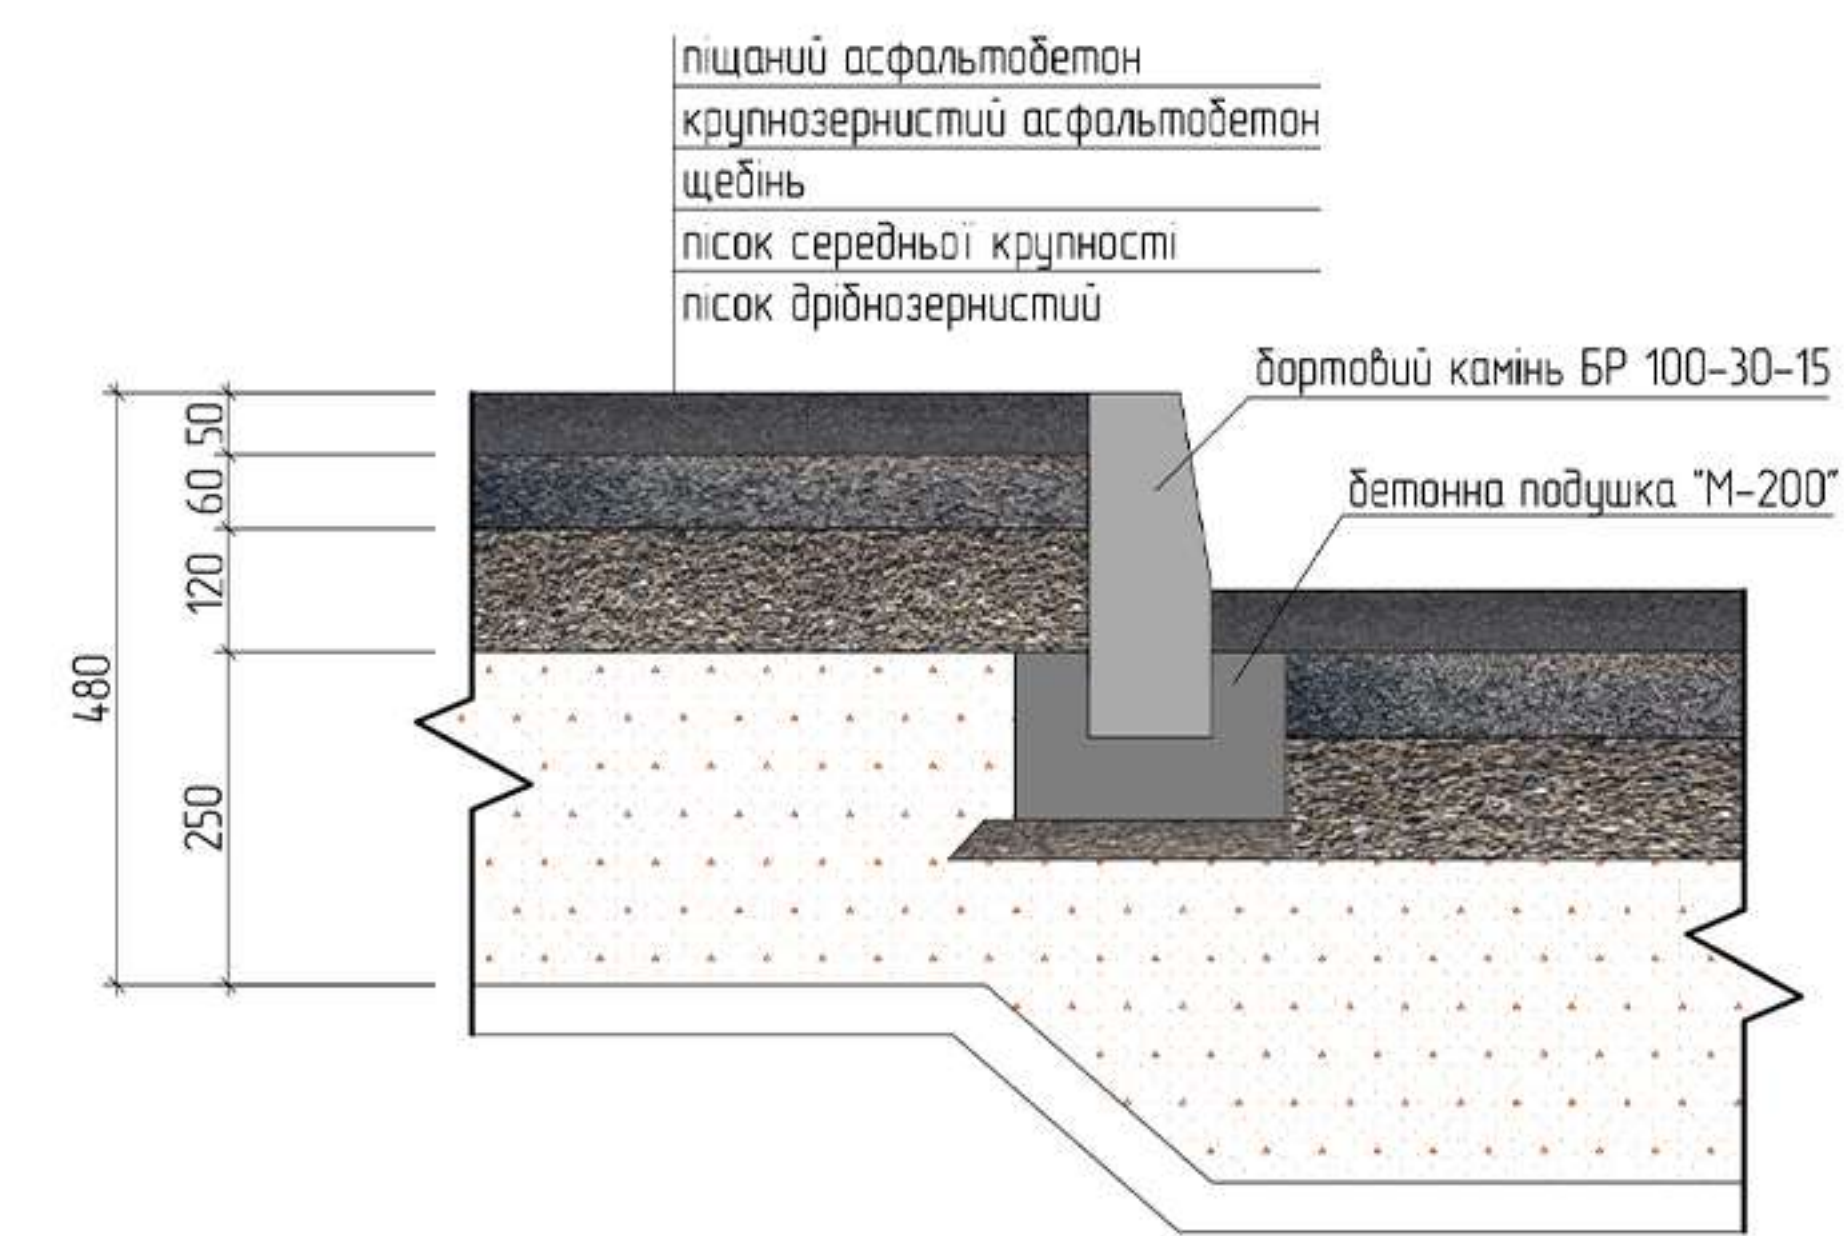 піщаний асфальтобетон
крупнозернистий асфальтобетон
щебінь
пісок середньої крупності
пісок дрібнозернистий
бортовий камінь БР 100-30-15
бетонна подушка "М-200"
50
60
120
480
250